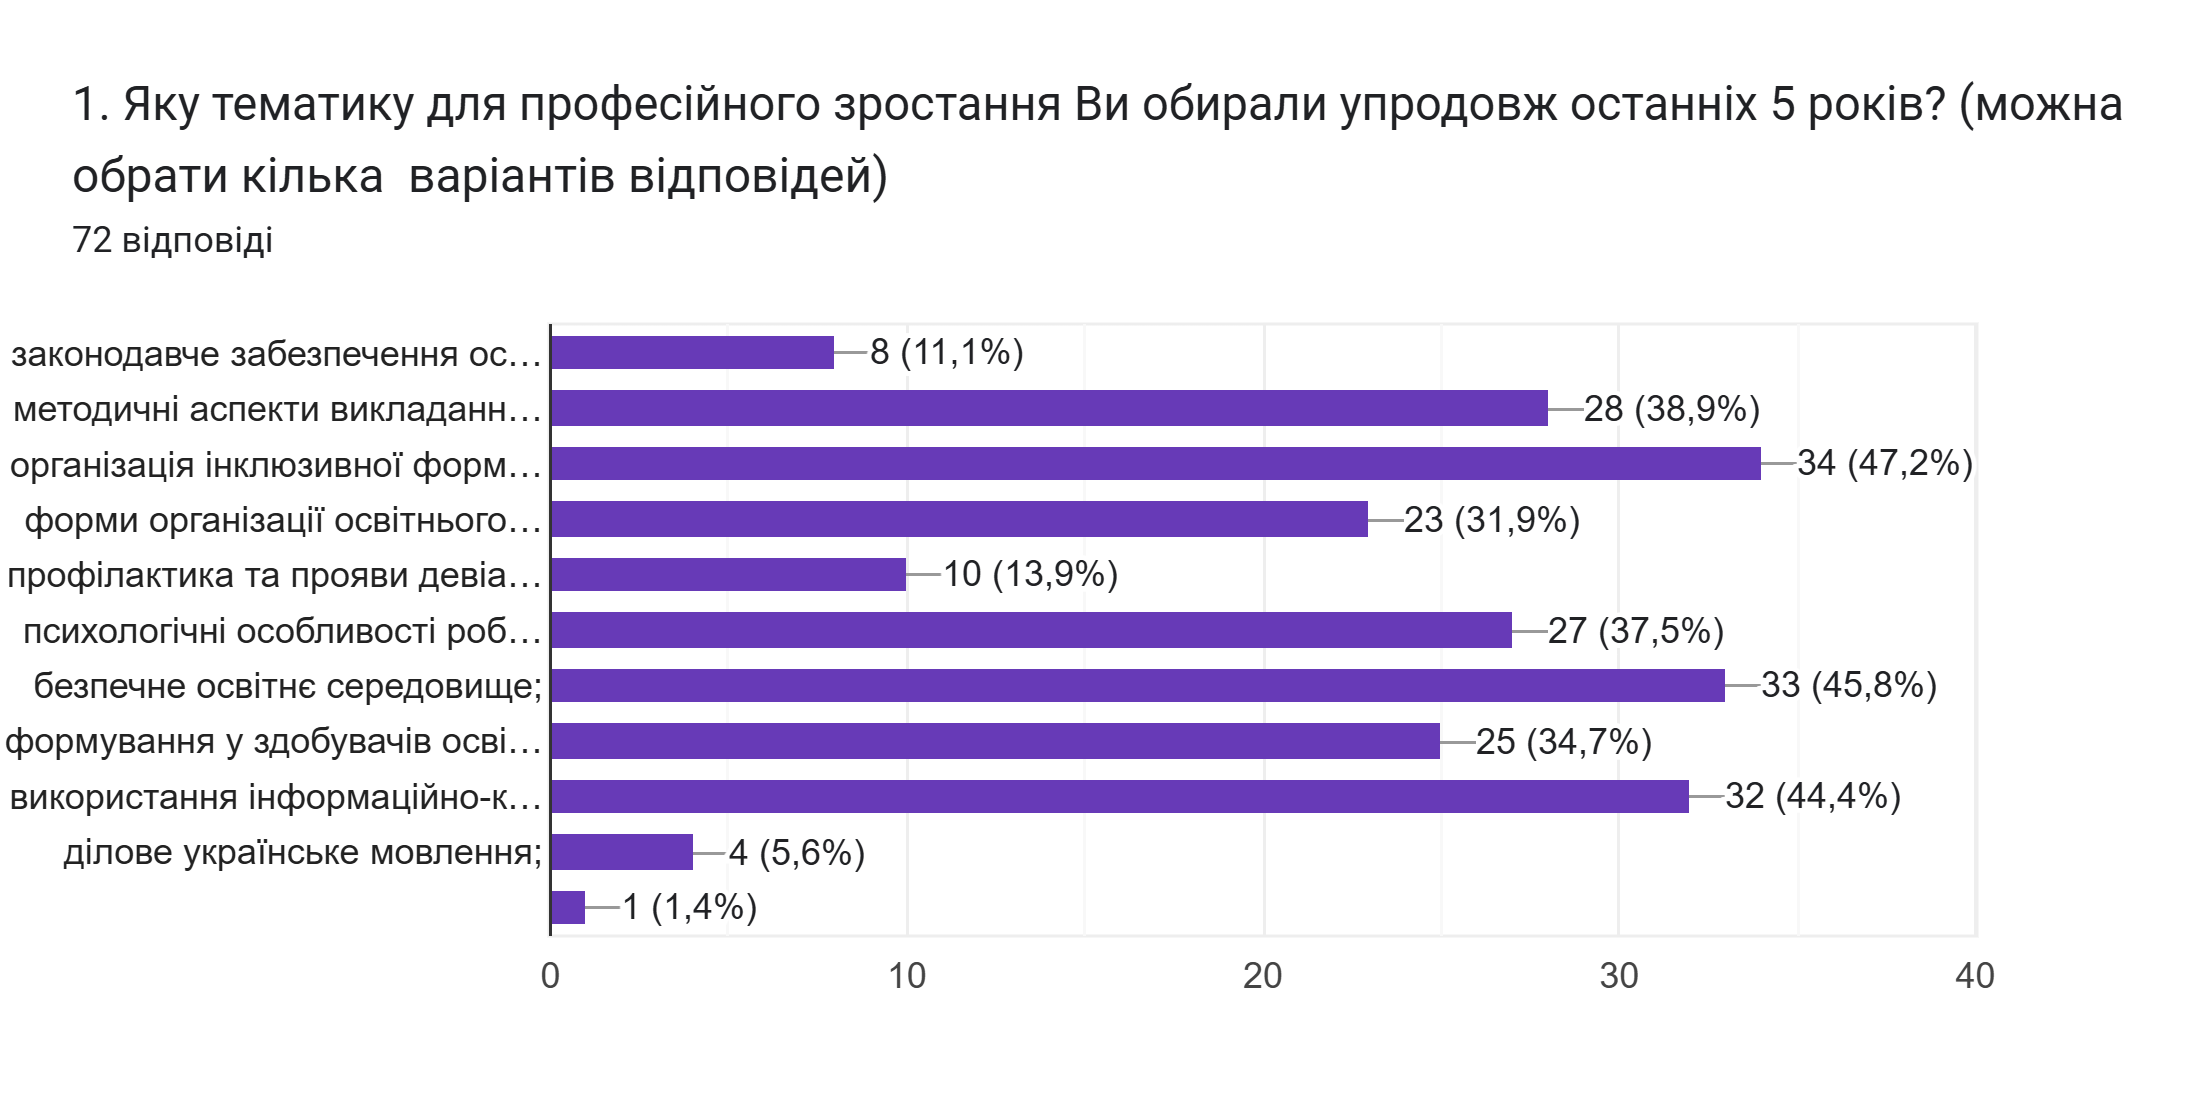 1. Яку тематику для професійного зростання Ви обирали упродовж останніх 5 років? (можна
обрати кілька  варіантів відповідей)
72 відповіді
законодавче забезпечення ос… 8 (11,1%)
методичні аспекти викладанн… 28 (38,9%)
організація інклюзивної форм… 34 (47,2%)
форми організації освітнього… 23 (31,9%)
профілактика та прояви девіа… 10 (13,9%)
психологічні особливості роб… 27 (37,5%)
безпечне освітнє середовище; 33 (45,8%)
формування у здобувачів осві… 25 (34,7%)
використання інформаційно-к… 32 (44,4%)
ділове українське мовлення; 4 (5,6%)
1 (1,4%)
0 10 20 30 40